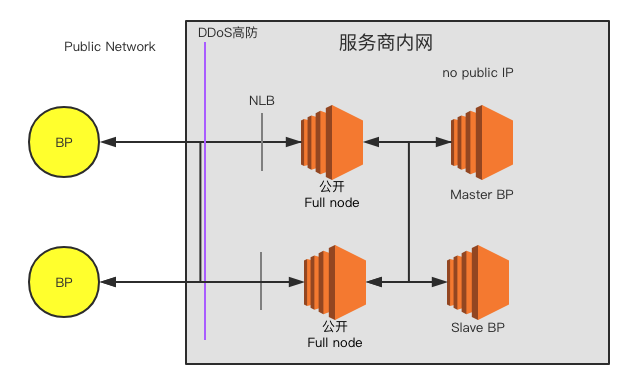 DDoS高防
Public Network
服务商内网
no public IP
NLB
BP
公开
Full node
Master BP
BP
公开
Full node
Slave BP